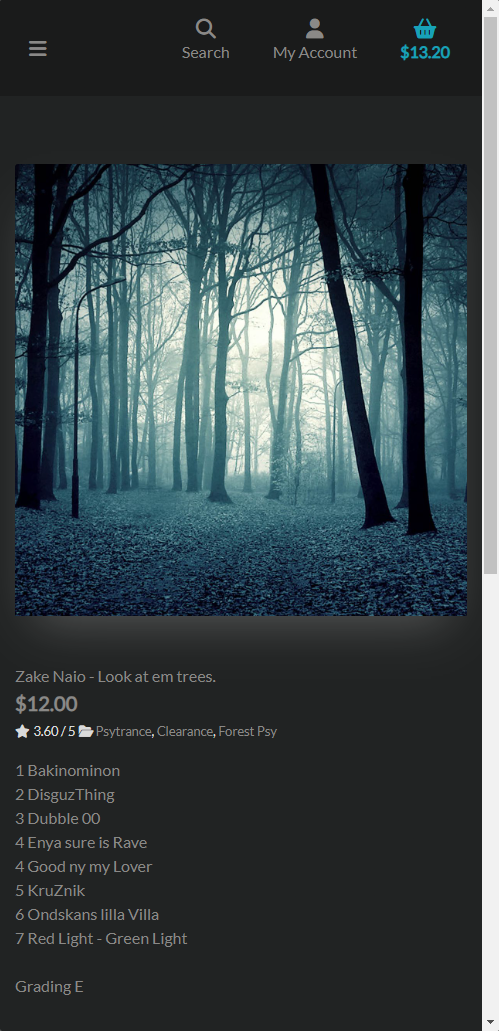 Search
My Account
$13.20
Zake Naio - Look at em trees.
$12.00
3.60 / 5 Psytrance, Clearance, Forest Psy
1 Bakinominon
2 DisguzThing
3 Dubble 00
4 Enya sure is Rave
4 Good ny my Lover
5 KruZnik
6 Ondskans lilla Villa
7 Red Light - Green Light
Grading E